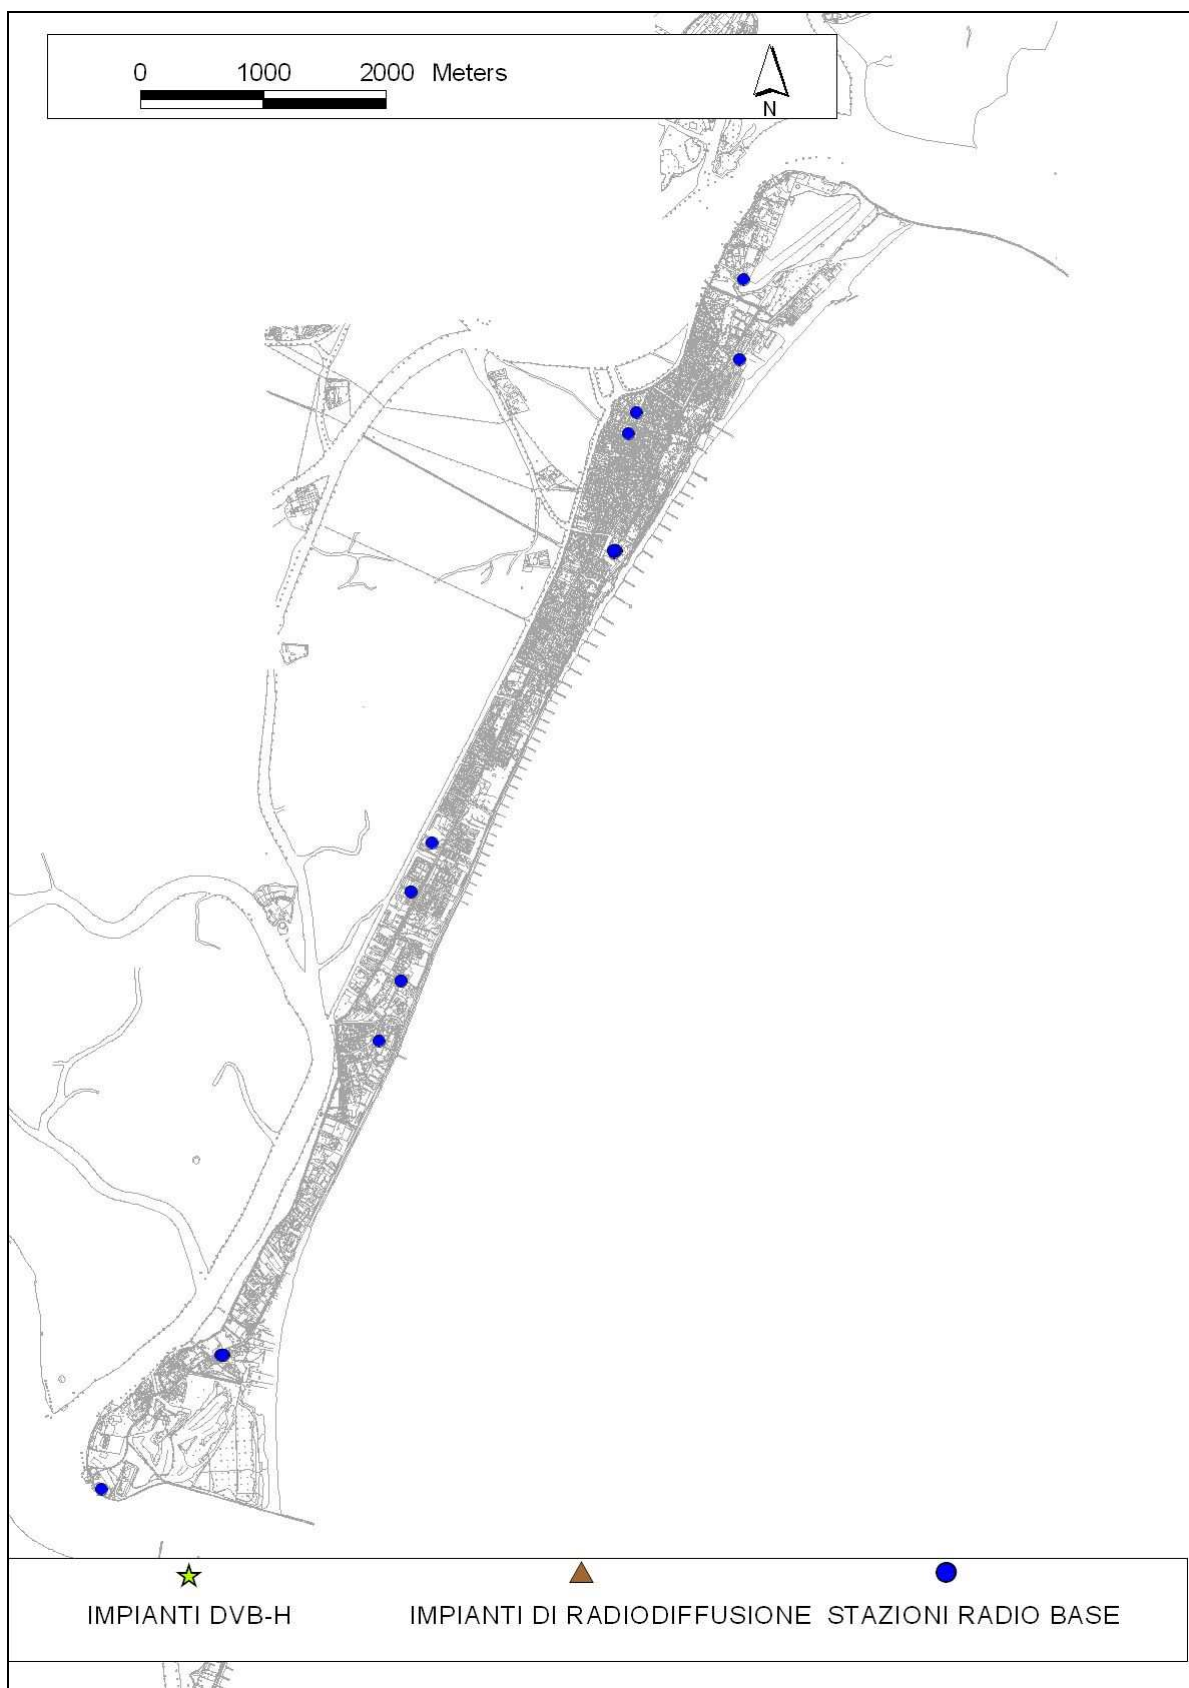 0 1000 2000 Meters
N
IMPIANTI DVB-H IMPIANTI DI RADIODIFFUSIONE STAZIONI RADIO BASE